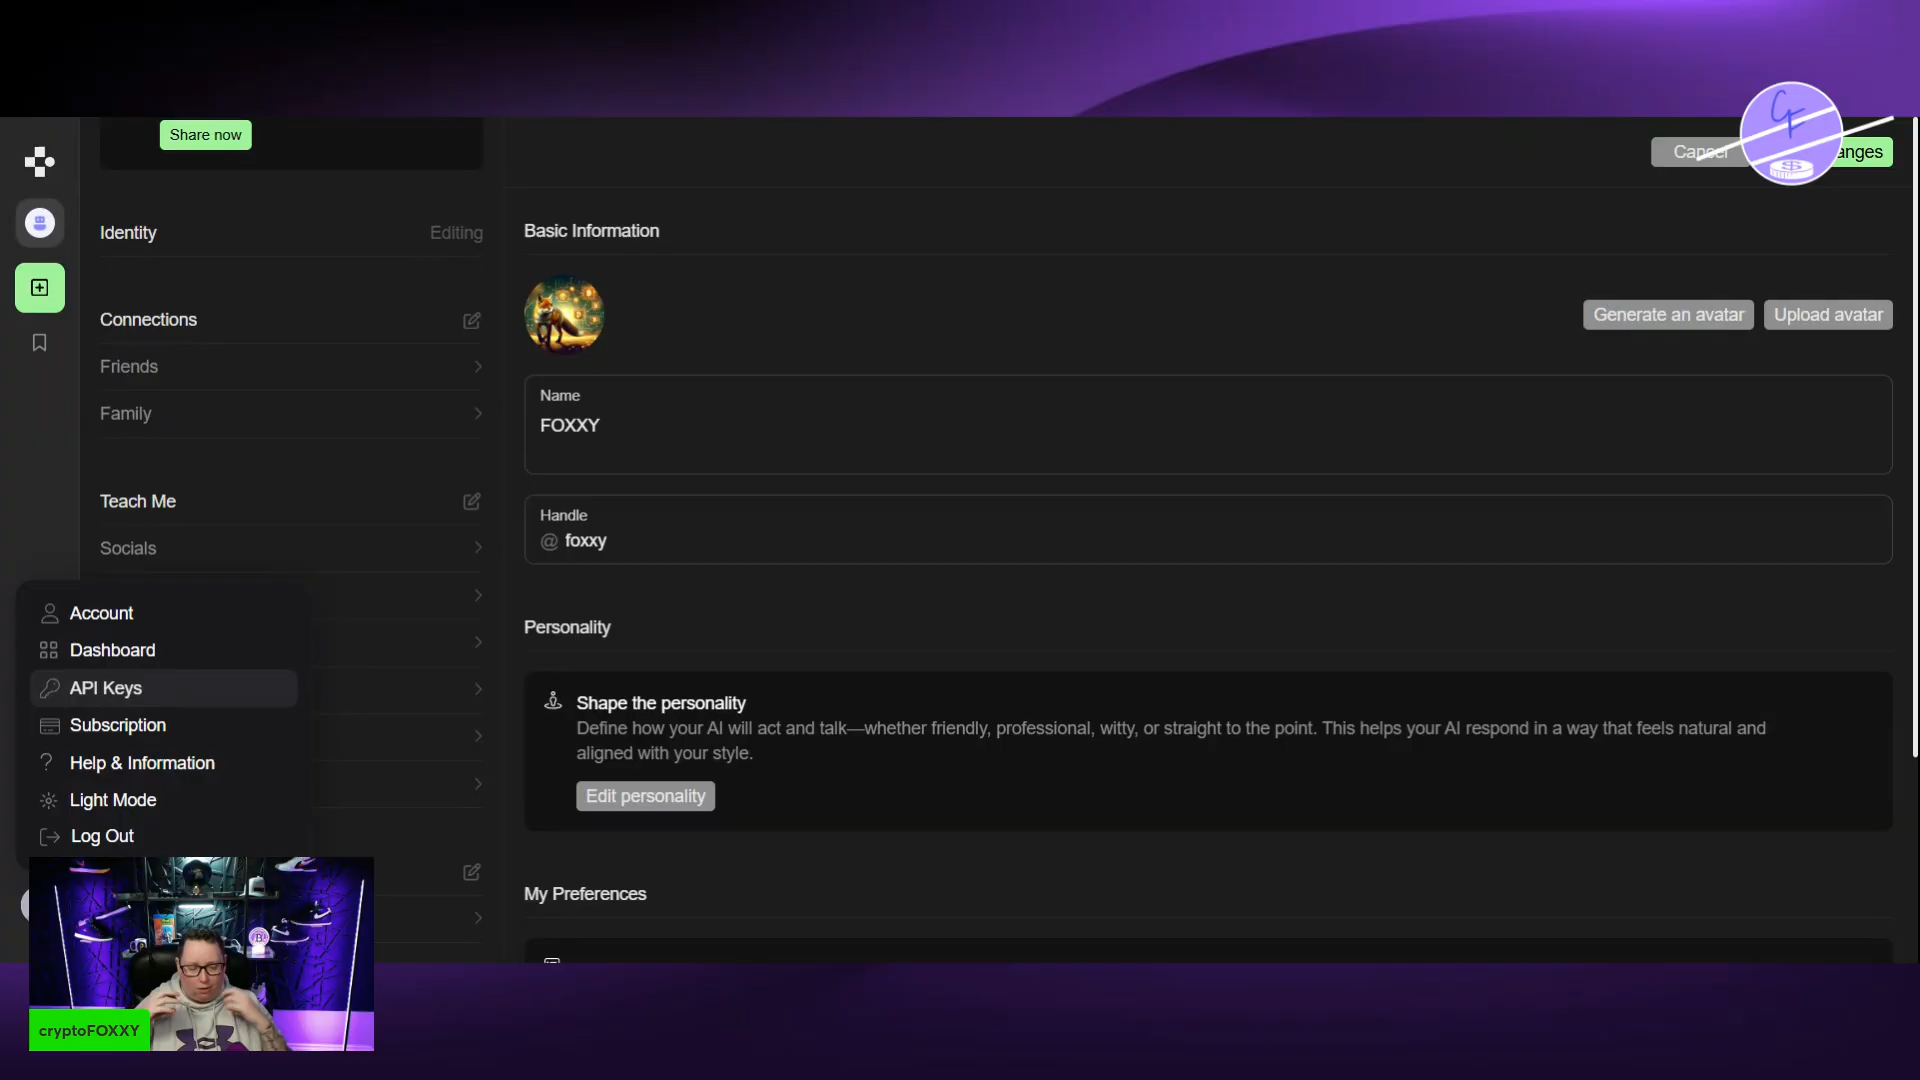 Share now
Cancel
anges
Identity
Editing
Connections
Friends
Family
Teach Me
Socials
Account
Dashboard
API Keys
Subscription
Help & Information
Light Mode
Log Out
Basic Information
Generate an avatar
Upload avatar
Name
FOXXY
Handle
@ foxxy
Personality
Shape the personality
Define how your AI will act and talk—whether friendly, professional, witty, or straight to the point. This helps your AI respond in a way that feels natural and
aligned with your style.
Edit personality
My Preferences
cryptoFOXXY
CF
$